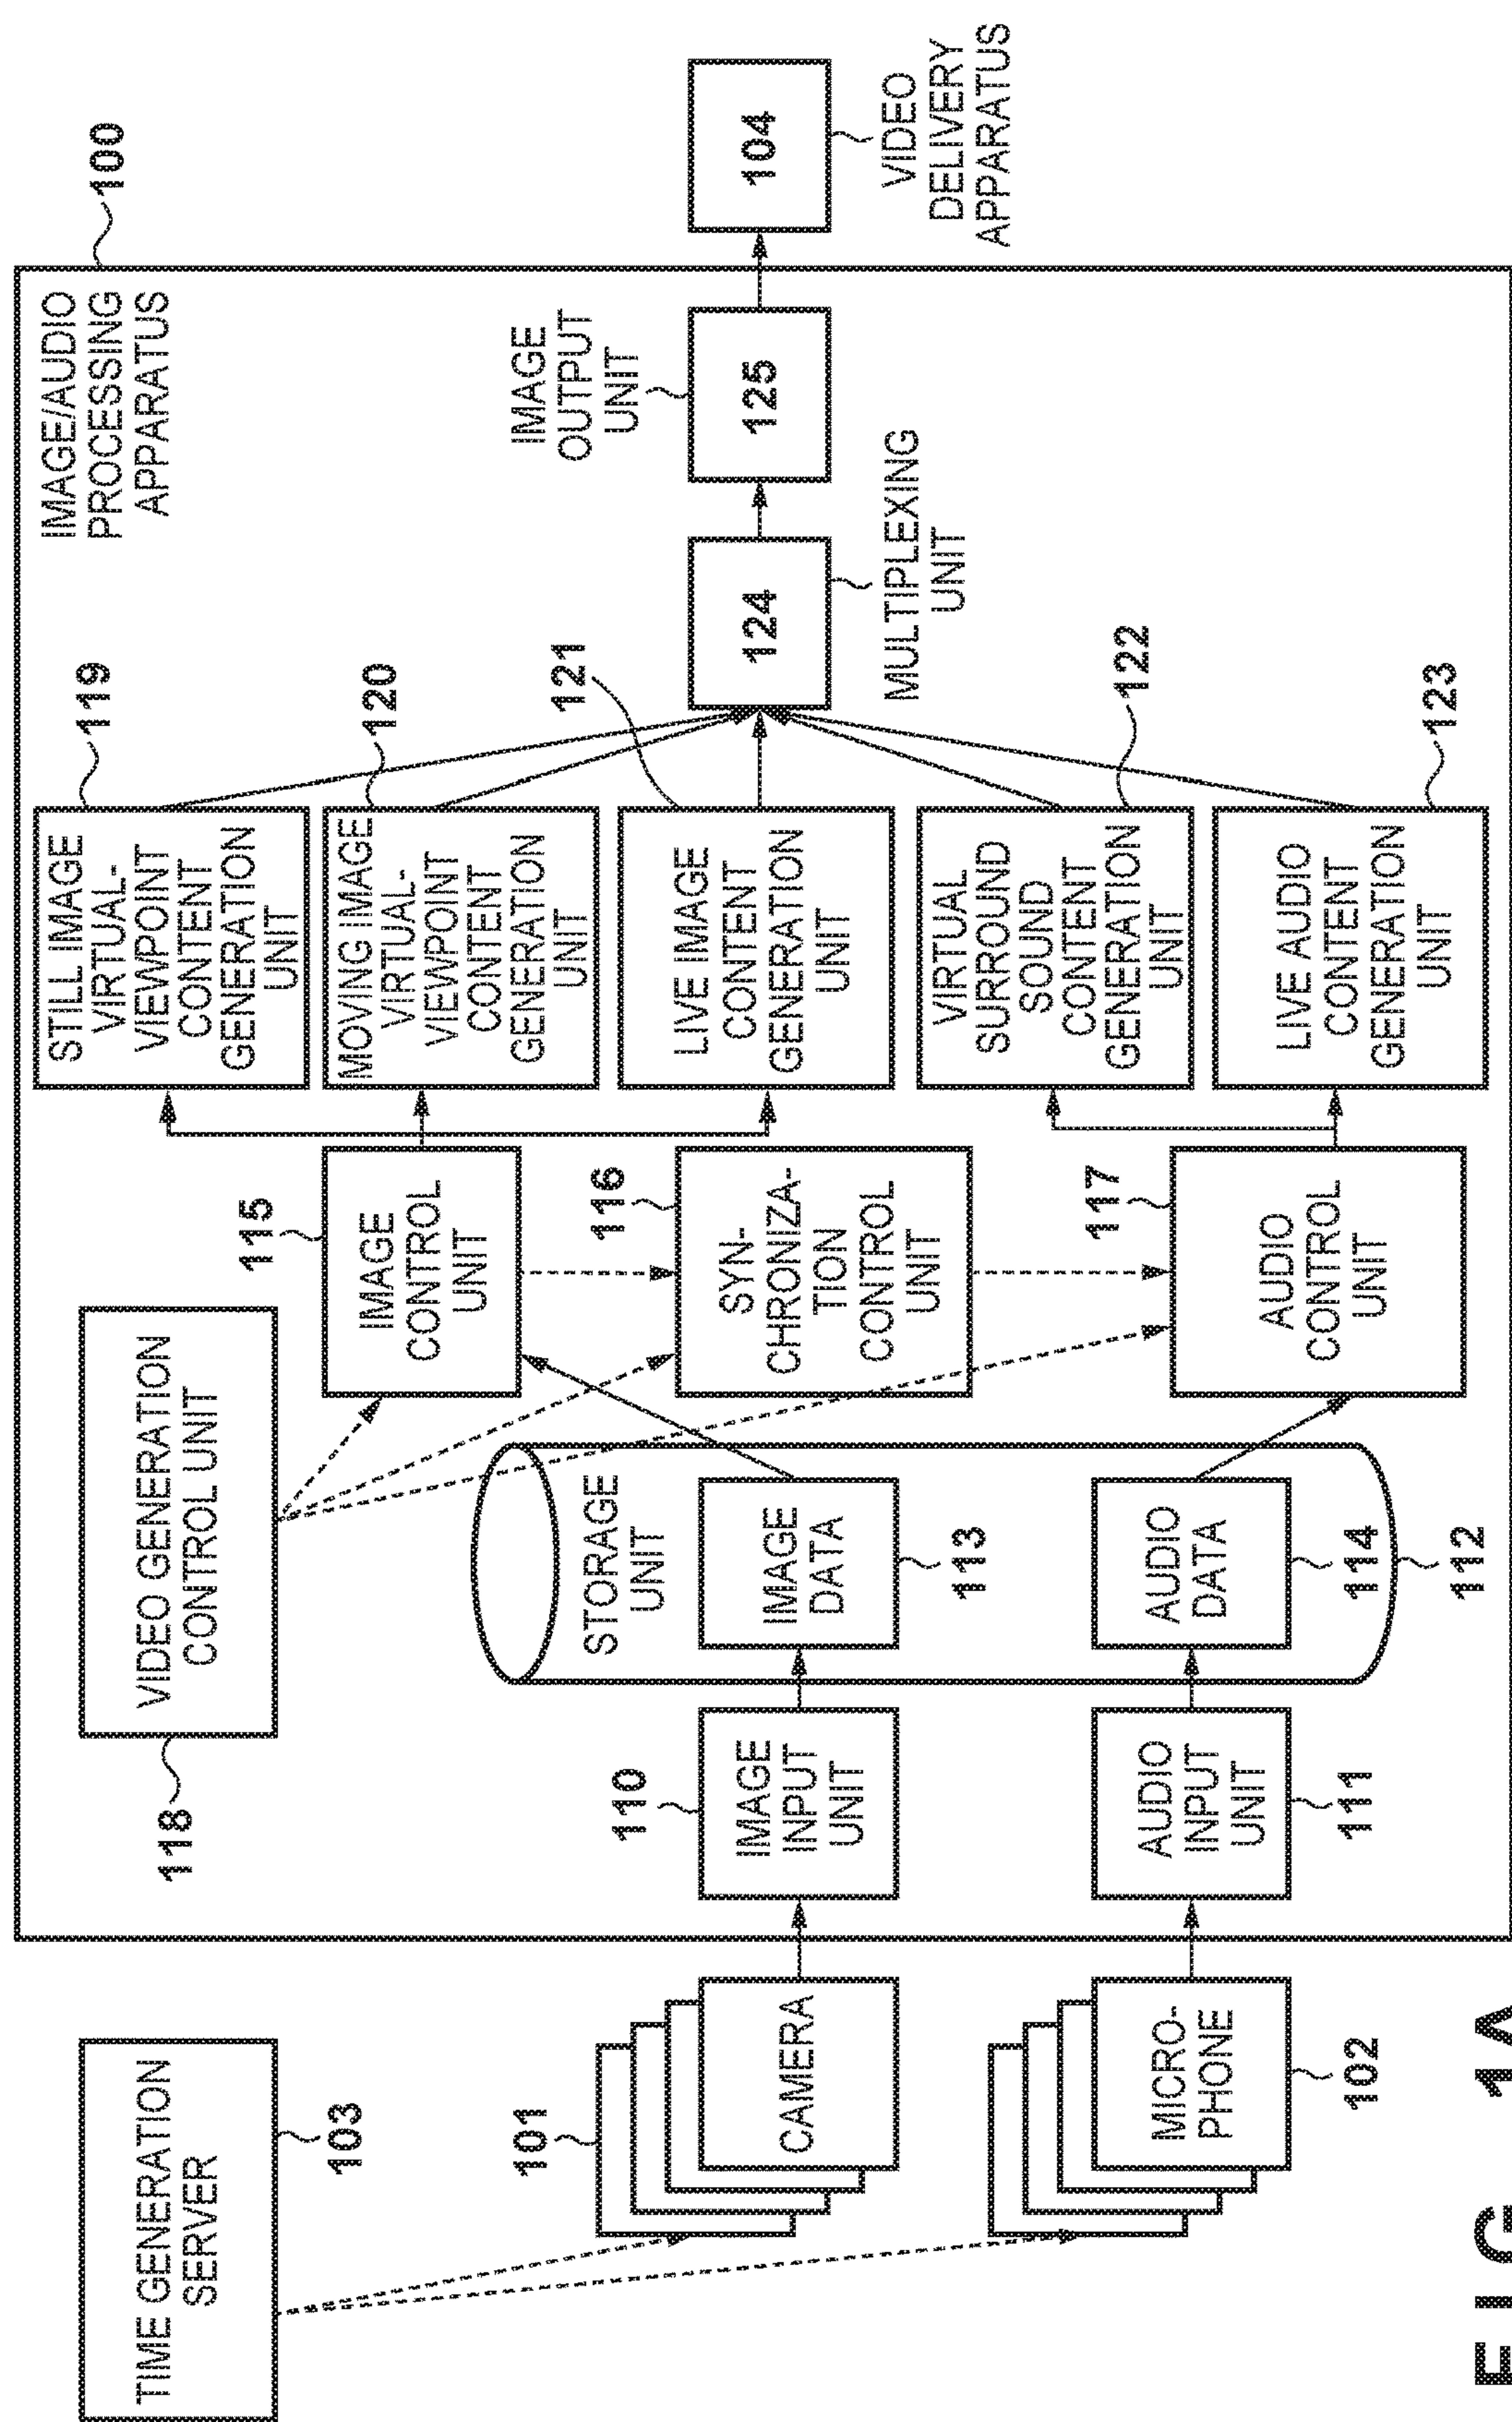 TIME GENERATION
SERVER
103
101
CAMERA
MICRO-
PHONE
102
100
IMAGE/AUDIO
PROCESSING
APPARATUS
118
VIDEO GENERATION
CONTROL UNIT
110
IMAGE
INPUT
UNIT
AUDIO
INPUT
UNIT
111
STORAGE
UNIT
IMAGE
DATA
113
AUDIO
DATA
114
112
115
IMAGE
CONTROL
UNIT
116
SYN-
CHRONIZA-
TION
CONTROL
UNIT
117
AUDIO
CONTROL
UNIT
119
STILL IMAGE
VIRTUAL-
VIEWPOINT
CONTENT
GENERATION
UNIT
120
MOVING IMAGE
VIRTUAL-
VIEWPOINT
CONTENT
GENERATION
UNIT
121
LIVE IMAGE
CONTENT
GENERATION
UNIT
122
VIRTUAL
SURROUND
SOUND
CONTENT
GENERATION
UNIT
123
LIVE AUDIO
CONTENT
GENERATION
UNIT
124
MULTIPLEXING
UNIT
IMAGE
OUTPUT
UNIT
125
104
VIDEO
DELIVERY
APPARATUS
FIG. 1A